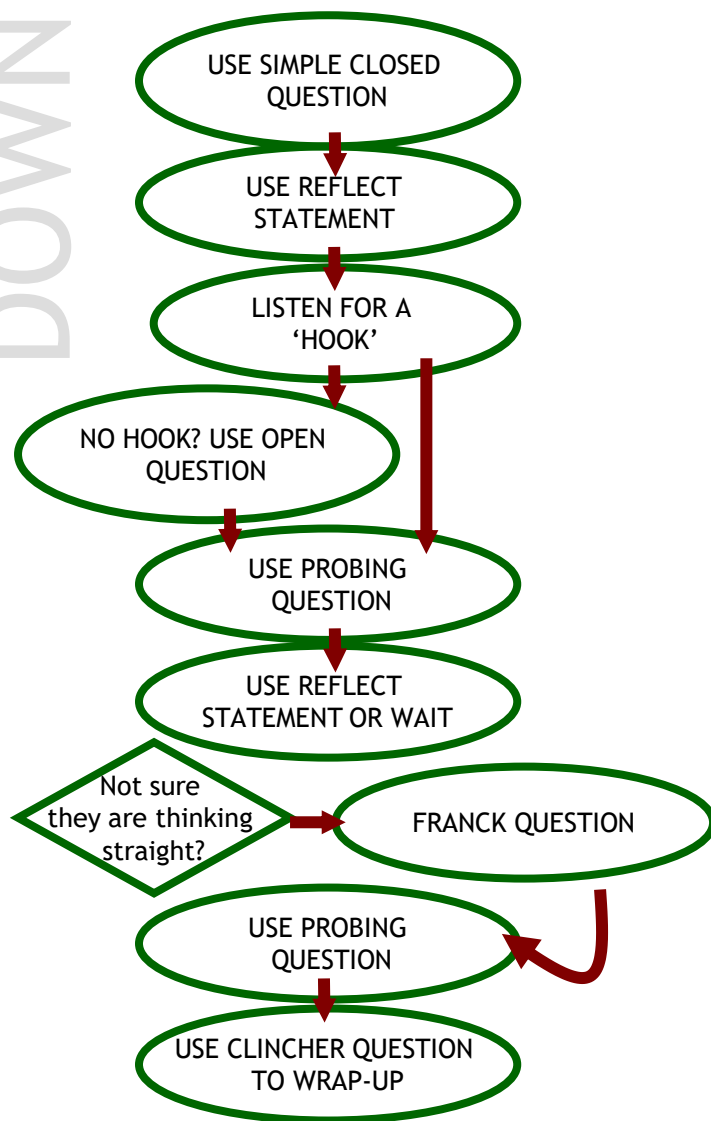 DOWN
USE SIMPLE CLOSED
QUESTION
USE REFLECT
STATEMENT
LISTEN FOR A
‘HOOK’
NO HOOK? USE OPEN
QUESTION
USE PROBING
QUESTION
USE REFLECT
STATEMENT OR WAIT
Not sure
they are thinking
straight?
FRANCK QUESTION
USE PROBING
QUESTION
USE CLINCHER QUESTION
TO WRAP-UP